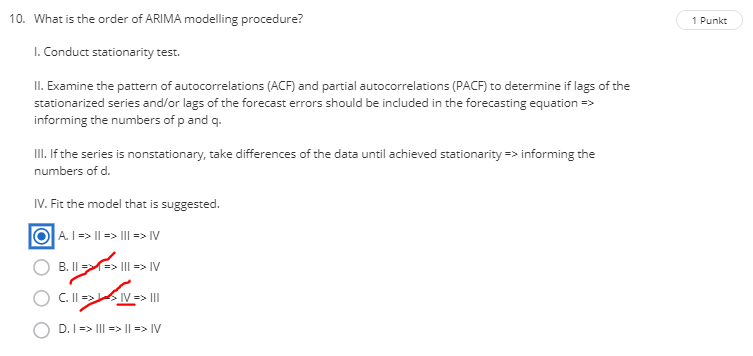 10. What is the order of ARIMA modelling procedure?
1 Punkt
I. Conduct stationarity test.
II. Examine the pattern of autocorrelations (ACF) and partial autocorrelations (PACF) to determine if lags of the
stationarized series and/or lags of the forecast errors should be included in the forecasting equation =>
informing the numbers of p and q.
III. If the series is nonstationary, take differences of the data until achieved stationarity => informing the
numbers of d.
IV. Fit the model that is suggested.
A. I => II => III => IV
B. II => I => III => IV
C. II => I => IV => III
D. I => III => II => IV